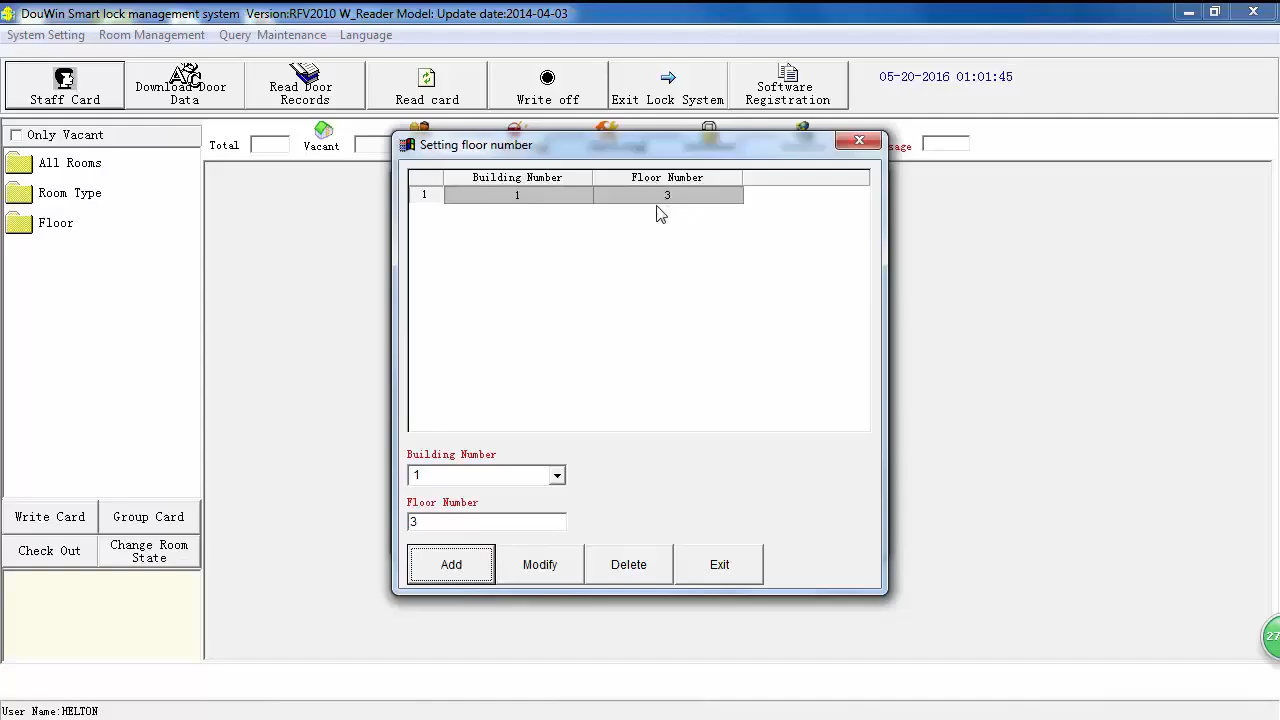 DouWin Smart lock management system  Version:RFV2010 W_Reader Model: Update date:2014-04-03
System Setting Room Management Query Maintenance Language
Staff Card
Download Door
Data
Read Door
Records
Read card
Write off
Exit Lock System
Software
Registration
05-20-2016 01:01:45
Only Vacant
All Rooms
Room Type
Floor
Total
Vacant
Setting floor number
Building Number Floor Number
1 1 3
Building Number
1
Floor Number
3
Add Modify Delete Exit
Write Card Group Card
Check Out
Change Room
State
27
User Name:HELTON